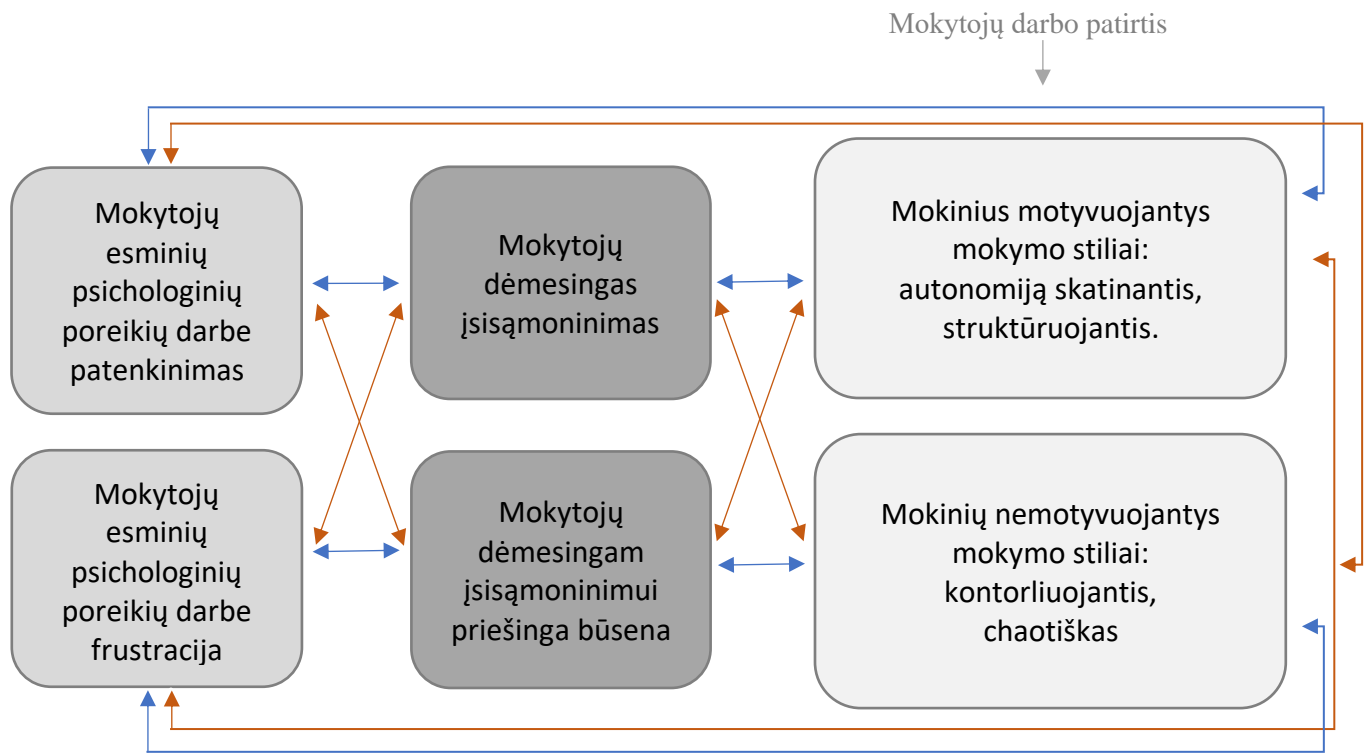 Mokytojų darbo patirtis
Mokytojų
esminių
psichologinių
poreikių darbe
patenkinimas
Mokytojų
dėmesingas
įsisąmoninimas
Mokinius motyvuojantys
mokymo stiliai:
autonomiją skatinantis,
struktūruojantis.
Mokytojų
esminių
psichologinių
poreikių darbe
frustracija
Mokytojų
dėmesingam
įsisąmoninimui
priešinga būsena
Mokinių nemotyvuojantys
mokymo stiliai:
kontorliuojantis,
chaotiškas